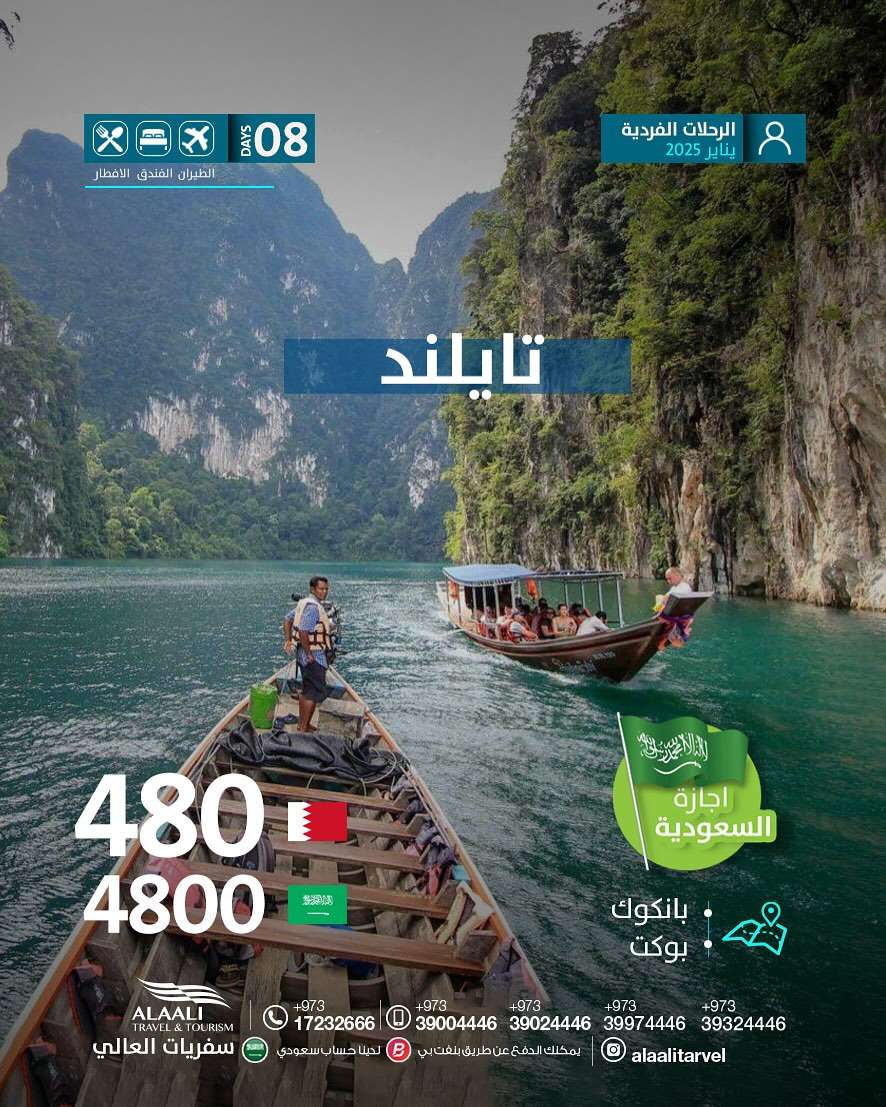 الرحلات الفردية
يناير 2025
08 DAYS
الطيران الفندق الافطار
تايلند
اجازة
السعودية
480
4800
بانكوك
بوكت
ALAALI
TRAVEL & TOURISM
سفريات العالي
+973 17232666
+973 39004446
+973 39024446
+973 39974446
+973 39324446
لدينا حساب سعودي
يمكنك الدفع عن طريق بنفت بي
alaalitarvel